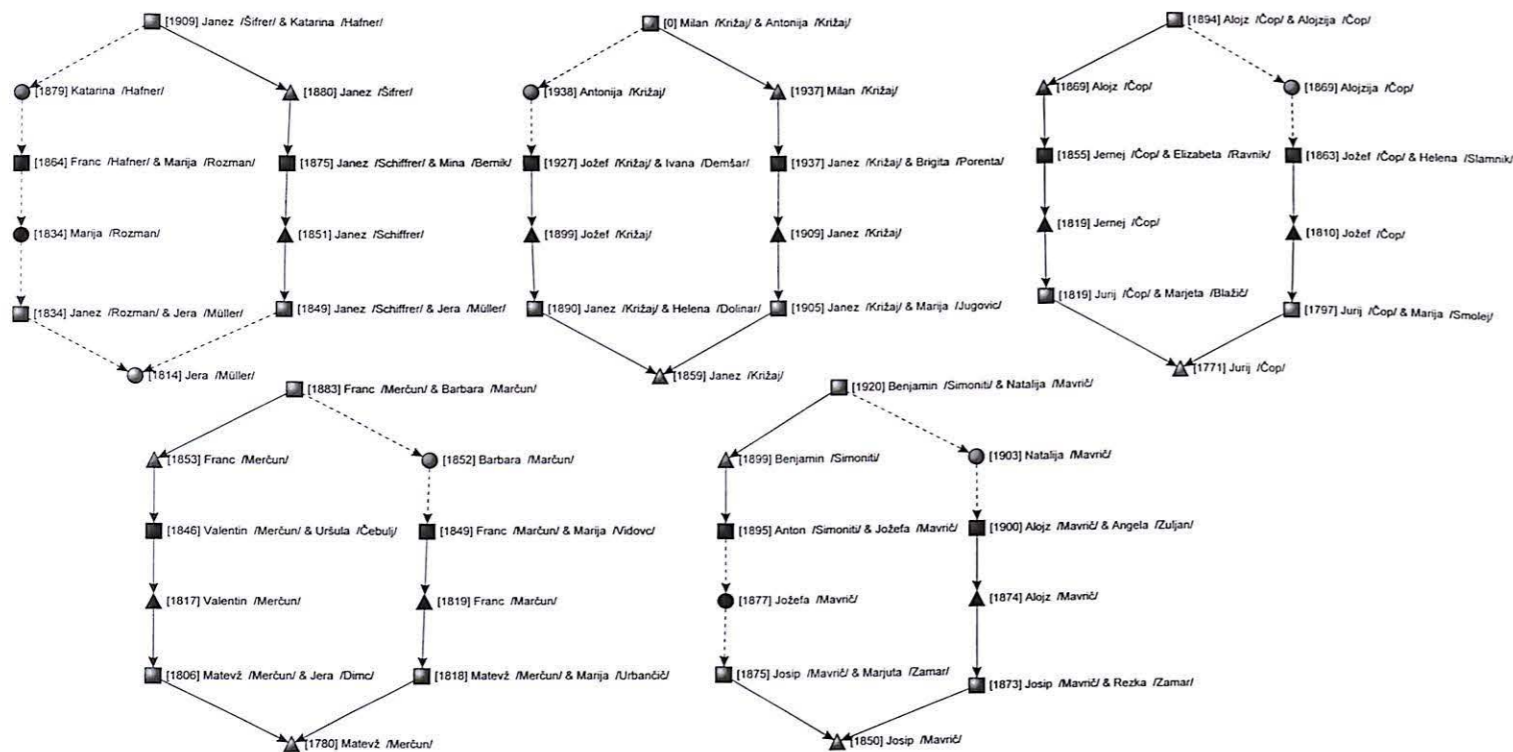 [1909] Janez /Šifrer/ & Katarina /Hafner/
[1879] Katarina /Hafner/
[1880] Janez /Šifrer/
[1864] Franc /Hafner/ & Marija /Rozman/
[1875] Janez /Schiffrer/ & Mina /Bernik/
[1834] Marija /Rozman/
[1851] Janez /Schiffrer/
[1834] Janez /Rozman/ & Jera /Müller/
[1849] Janez /Schiffrer/ & Jera /Müller/
[1814] Jera /Müller/
[0] Milan /Križaj/ & Antonija /Križaj/
[1938] Antonija /Križaj/
[1937] Milan /Križaj/
[1927] Jožef /Križaj/ & Ivana /Demšar/
[1937] Janez /Križaj/ & Brigita /Porenta/
[1899] Jožef /Križaj/
[1909] Janez /Križaj/
[1890] Janez /Križaj/ & Helena /Dolinar/
[1905] Janez /Križaj/ & Marija /Jugovic/
[1859] Janez /Križaj/
[1894] Alojz /Čop/ & Alojzija /Čop/
[1869] Alojz /Čop/
[1869] Alojzija /Čop/
[1855] Jernej /Čop/ & Elizabeta /Ravnik/
[1863] Jožef /Čop/ & Helena /Slamnik/
[1819] Jernej /Čop/
[1810] Jožef /Čop/
[1819] Jurij /Čop/ & Marjeta /Blažič/
[1797] Jurij /Čop/ & Marija /Smolej/
[1771] Jurij /Čop/
[1883] Franc /Merčun/ & Barbara /Marčun/
[1853] Franc /Merčun/
[1852] Barbara /Marčun/
[1846] Valentin /Merčun/ & Uršula /Čebulj/
[1849] Franc /Marčun/ & Marija /Vidovc/
[1817] Valentin /Merčun/
[1819] Franc /Marčun/
[1806] Matevž /Merčun/ & Jera /Dimc/
[1818] Matevž /Merčun/ & Marija /Urbančič/
[1780] Matevž /Merčun/
[1920] Benjamin /Simoniti/ & Natalija /Mavrič/
[1899] Benjamin /Simoniti/
[1903] Natalija /Mavrič/
[1895] Anton /Simoniti/ & Jožefa /Mavrič/
[1900] Alojz /Mavrič/ & Angela /Zuljan/
[1877] Jožefa /Mavrič/
[1874] Alojz /Mavrič/
[1875] Josip /Mavrič/ & Marjuta /Zamar/
[1873] Josip /Mavrič/ & Rezka /Zamar/
[1850] Josip /Mavrič/